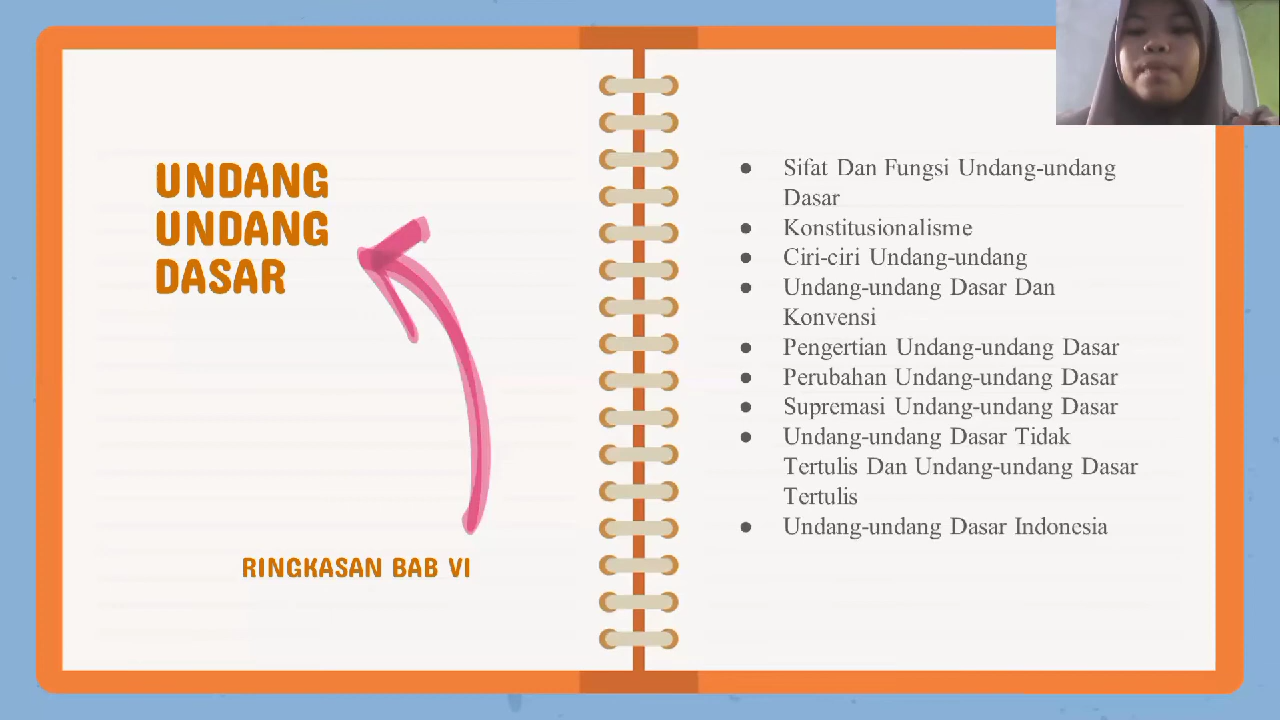 UNDANG
UNDANG
DASAR
RINGKASAN BAB VI
● Sifat Dan Fungsi Undang-undang
Dasar
● Konstitusionalisme
● Ciri-ciri Undang-undang
● Undang-undang Dasar Dan
Konvensi
● Pengertian Undang-undang Dasar
● Perubahan Undang-undang Dasar
● Supremasi Undang-undang Dasar
● Undang-undang Dasar Tidak
Tertulis Dan Undang-undang Dasar
Tertulis
● Undang-undang Dasar Indonesia